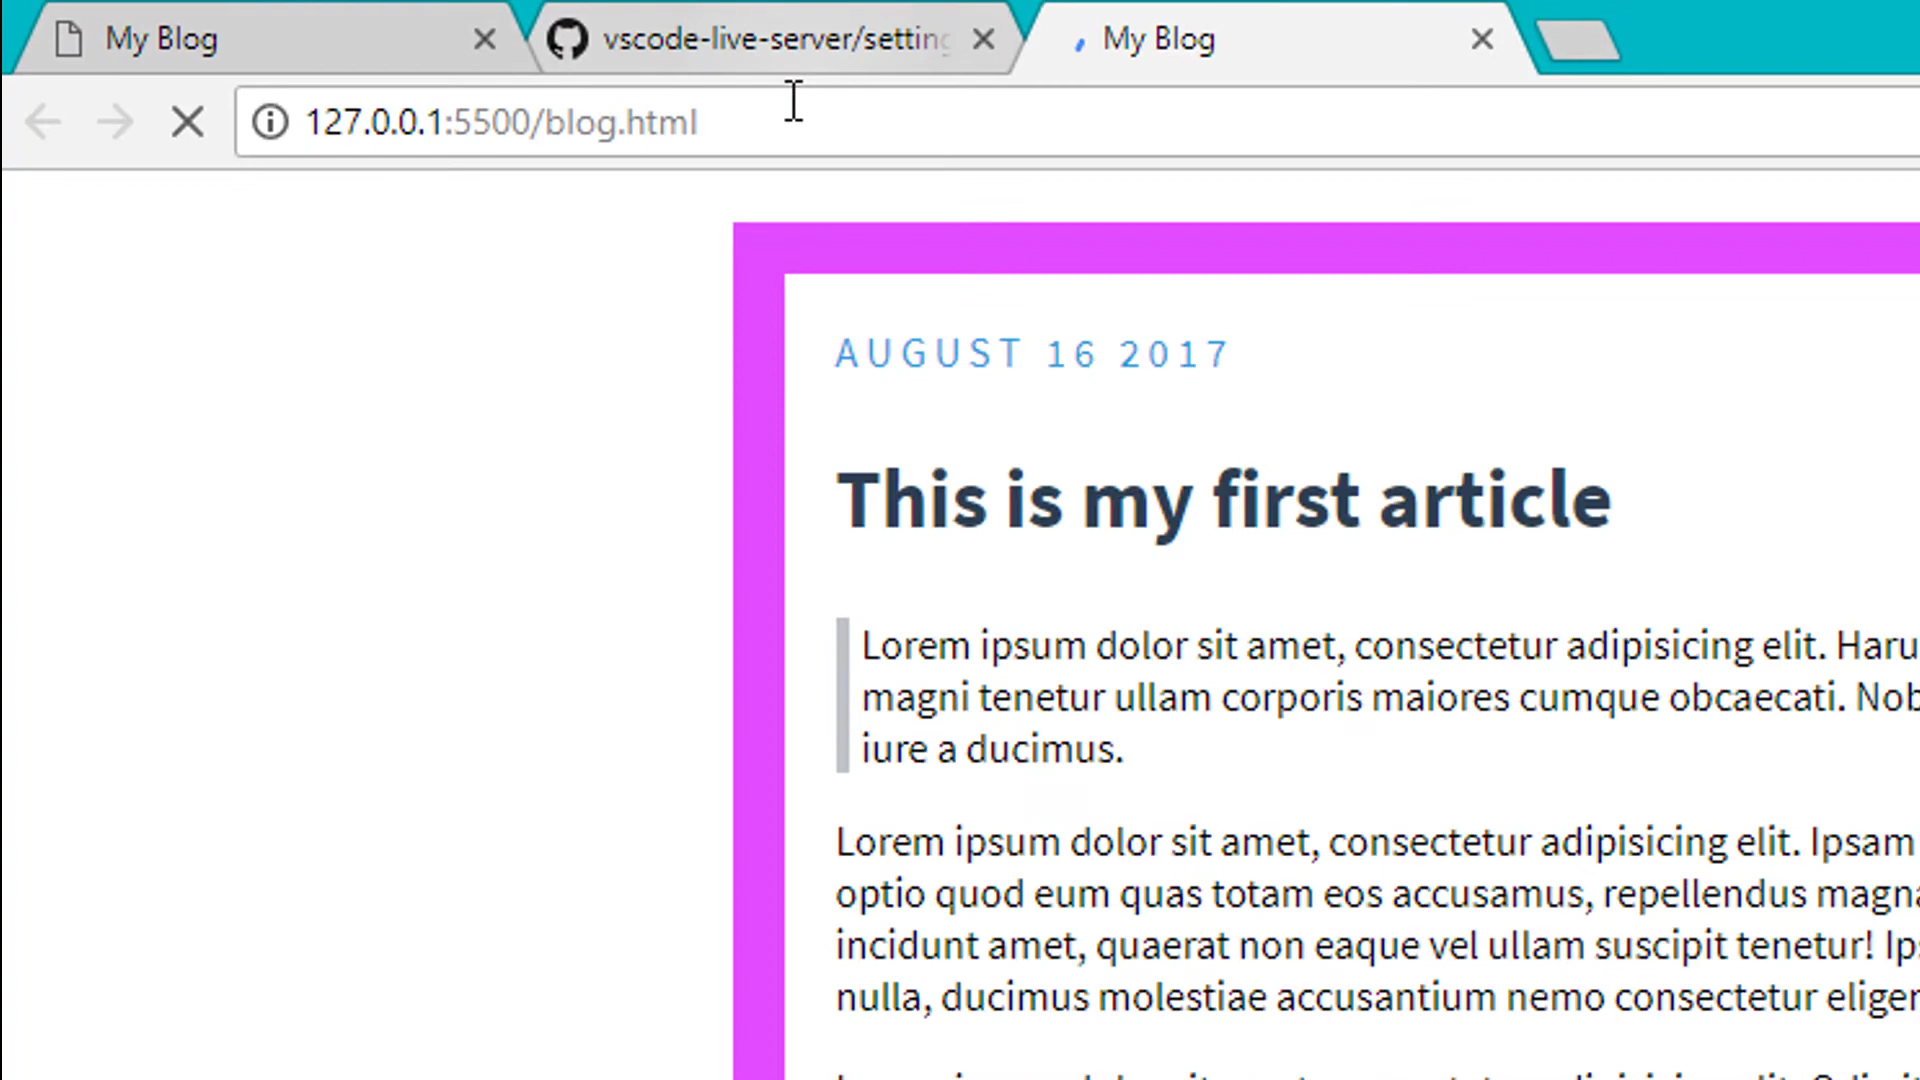 My Blog
vscode-live-server/setting
My Blog
127.0.0.1:5500/blog.html
AUGUST 16 2017
This is my first article
Lorem ipsum dolor sit amet, consectetur adipisicing elit. Haru
magni tenetur ullam corporis maiores cumque obcaecati. Nob
iure a ducimus.
Lorem ipsum dolor sit amet, consectetur adipisicing elit. Ipsam
optio quod eum quas totam eos accusamus, repellendus magna
incidunt amet, quaerat non eaque vel ullam suscipit tenetur! Ips
nulla, ducimus molestiae accusantium nemo consectetur eligen